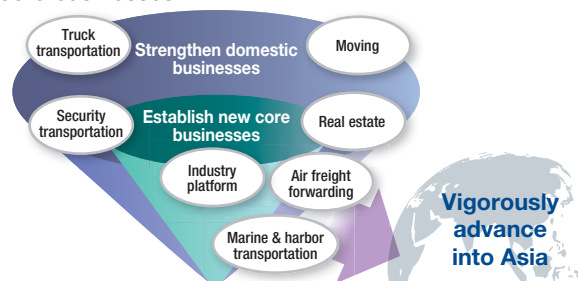 Truck
transportation
Strengthen domestic
businesses
Moving
Security
transportation
Establish new core
businesses
Real estate
Industry
platform
Air freight
forwarding
Marine & harbor
transportation
Vigorously
advance
into Asia